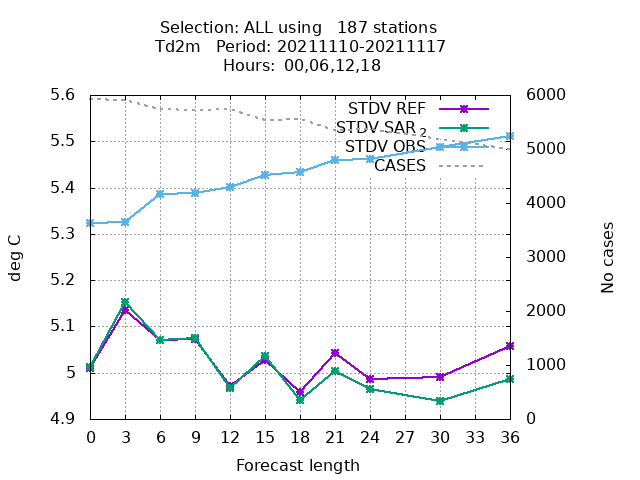 Selection: ALL using   187 stations
Td2m   Period: 20211110-20211117
Hours:  00,06,12,18
5.6
5.5
5.4
5.3
5.2
5.1
5
4.9
deg C
6000
5000
4000
3000
2000
1000
0
No cases
STDV REF
STDV SAR 2
STDV OBS
CASES
0 3 6 9 12 15 18 21 24 27 30 33 36
Forecast length